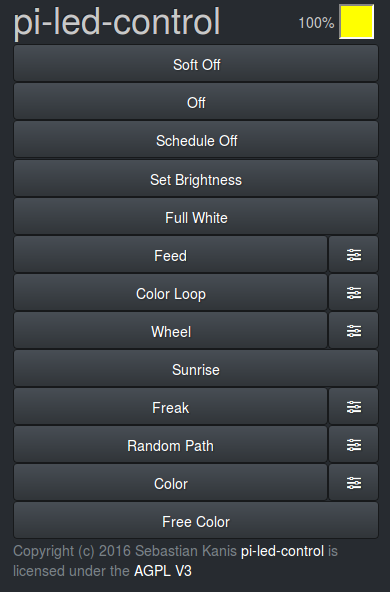 pi-led-control 100%
Soft Off
Off
Schedule Off
Set Brightness
Full White
Feed
Color Loop
Wheel
Sunrise
Freak
Random Path
Color
Free Color
Copyright (c) 2016 Sebastian Kanis pi-led-control is
licensed under the AGPL V3